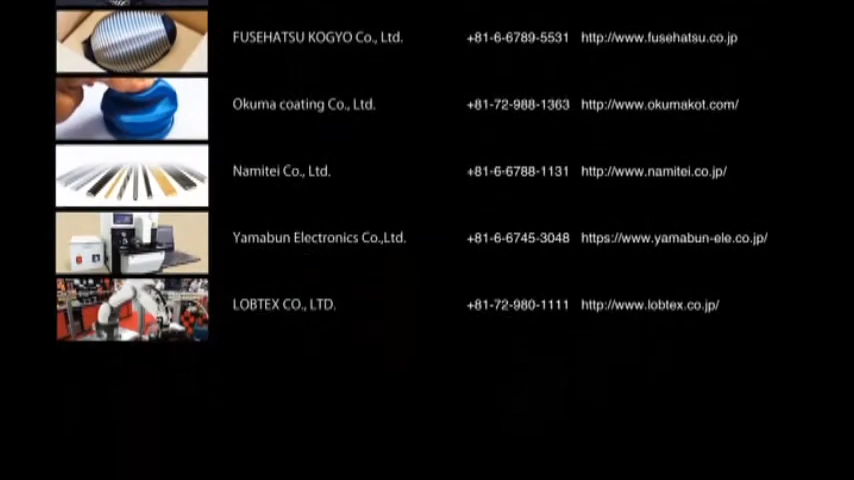 FUSEHATSU KOGYO Co., Ltd. +81-6-6789-5531 http://www.fusehatsu.co.jp
Okuma coating Co., Ltd. +81-72-988-1363 http://www.okumakot.com/
Namitei Co., Ltd. +81-6-6788-1131 http://www.namitei.co.jp/
Yamabun Electronics Co.,Ltd. +81-6-6745-3048 https://www.yamabun-ele.co.jp/
LOBTEX CO., LTD. +81-72-980-1111 http://www.lobtex.co.jp/